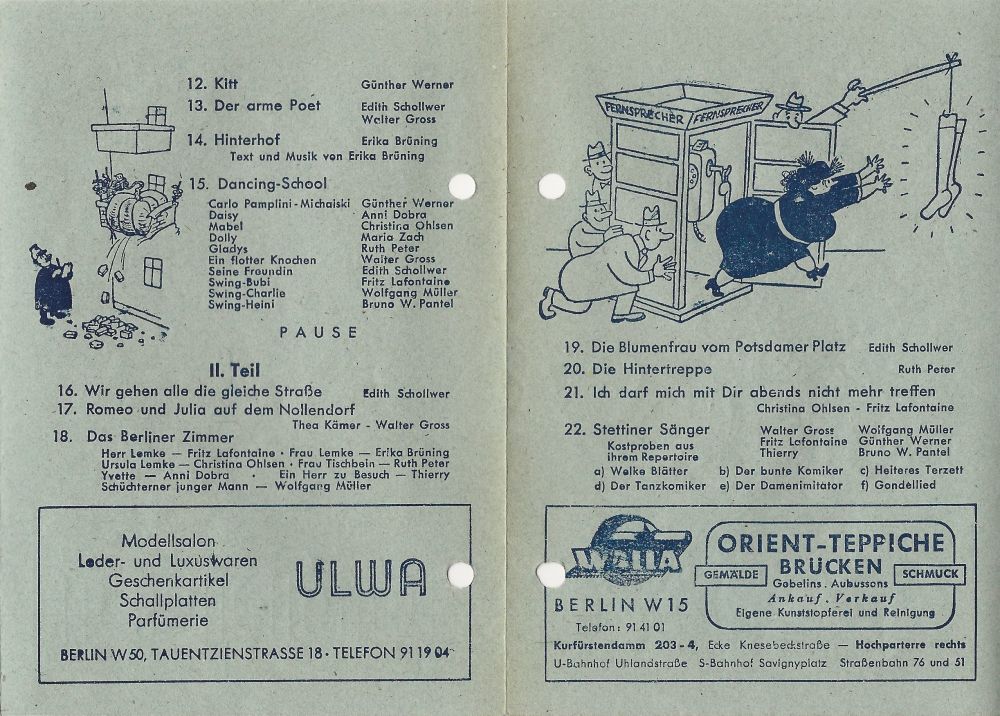 12. Kitt Günther Werner
13. Der arme Poet Edith Schollwer
Walter Gross
14. Hinterhof Erika Brüning
Text und Musik von Erika Brüning
15. Dancing-School
Carlo Pamplini-Michalski Günther Werner
Daisy Anni Dobra
Mabel Christina Ohlsen
Dolly Maria Zach
Gladys Ruth Peter
Ein flotter Knochen Walter Gross
Seine Freundin Edith Schollwer
Swing-Bubi Fritz Lafontaine
Swing-Charlie Wolfgang Müller
Swing-Heini Bruno W. Pantel
PAUSE
II. Teil
16. Wir gehen alle die gleiche Straße Edith Schollwer
17. Romeo und Julia auf dem Nollendorf
Thea Kämer - Walter Gross
18. Das Berliner Zimmer
Herr Lemke — Fritz Lafontaine · Frau Lemke — Erika Brüning
Ursula Lemke — Christina Ohlsen · Frau Tischbein — Ruth Peter
Yvette — Anni Dobra · Ein Herr zu Besuch — Thierry
Schüchterner junger Mann — Wolfgang Müller
Modellsalon
Leder- und Luxuswaren
Geschenkartikel
Schallplatten
Parfümerie
ULWA
BERLIN W 50, TAUENTZIENSTRASSE 18 · TELEFON 91 19 04
FERNSPRECHER FERNSPRECHER
19. Die Blumenfrau vom Potsdamer Platz Edith Schollwer
20. Die Hintertreppe Ruth Peter
21. Ich darf mich mit Dir abends nicht mehr treffen
Christina Ohlsen - Fritz Lafontaine
22. Stettiner Sänger Walter Gross Wolfgang Müller
Kostproben aus Fritz Lafontaine Günther Werner
ihrem Repertoire Thierry Bruno W. Pantel
a) Welke Blätter b) Der bunte Komiker c) Heiteres Terzett
d) Der Tanzkomiker e) Der Damenimitator f) Gondellied
WALIA
BERLIN W 15
Telefon: 91 41 01
ORIENT-TEPPICHE
BRÜCKEN
GEMÄLDE Gobelins. Aubussons SCHMUCK
Ankauf. Verkauf
Eigene Kunststopferei und Reinigung
Kurfürstendamm 203-4, Ecke Knesebeckstraße — Hochparterre rechts
U-Bahnhof Uhlandstraße S-Bahnhof Savignyplatz Straßenbahn 76 und 51